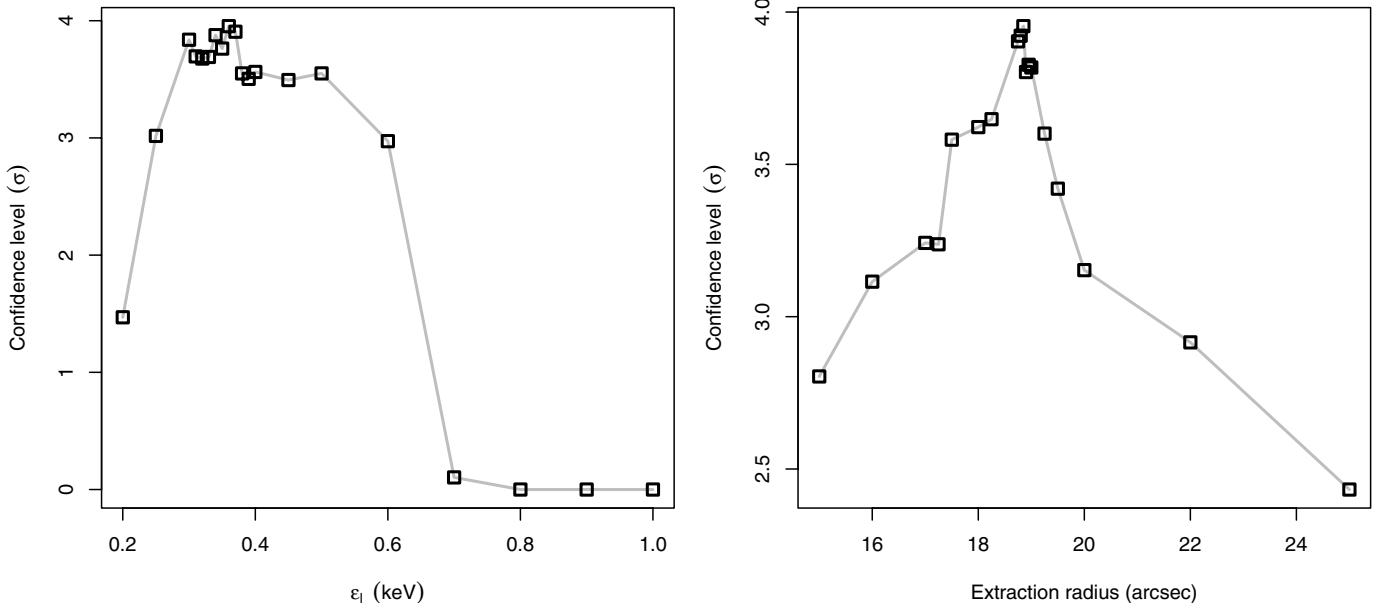 4
3
2
1
0
Confidence level (σ)
0.2 0.4 0.6 0.8 1.0
εl (keV)
4.0
3.5
3.0
2.5
Confidence level (σ)
16 18 20 22 24
Extraction radius (arcsec)